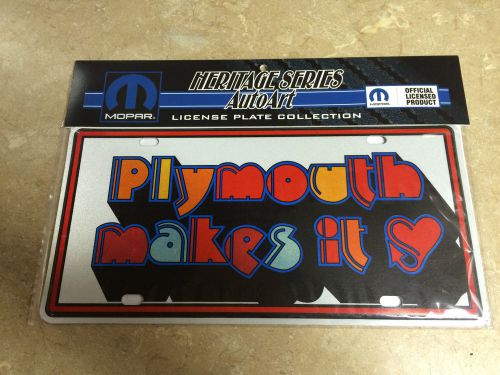 HERITAGE SERIES
AutoArt
LICENSE PLATE COLLECTION
MOPAR
MOPAR
OFFICIAL
LICENSED
PRODUCT
Plymouth
makes it